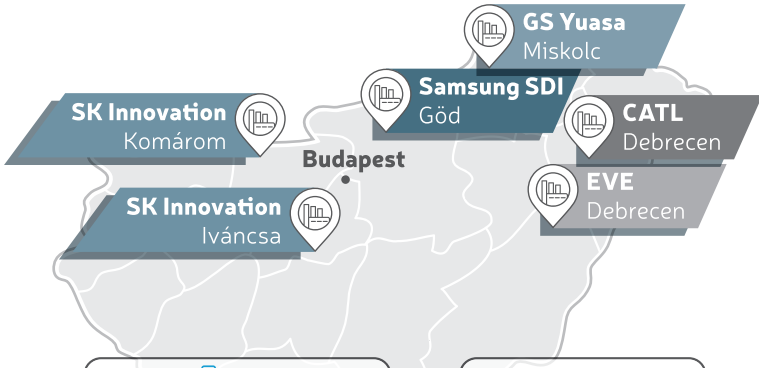 GS Yuasa
Miskolc
Samsung SDI
Göd
SK Innovation
Komárom
CATL
Debrecen
Budapest
EVE
Debrecen
SK Innovation
Iváncsa